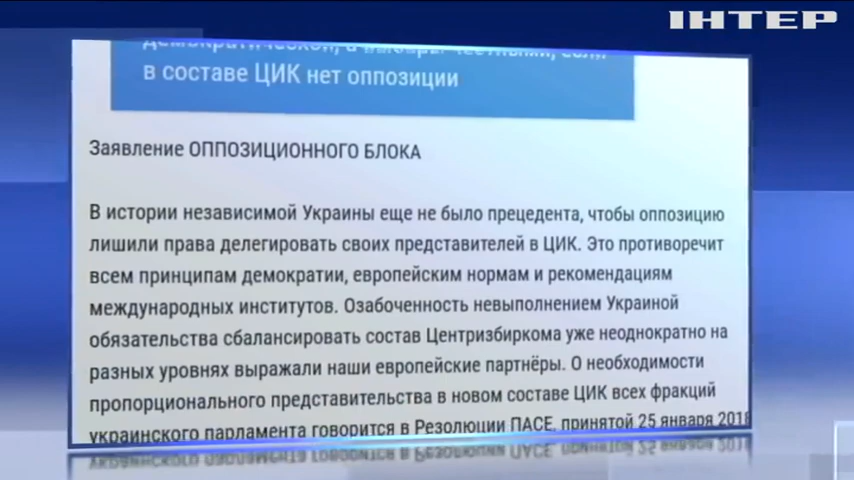 ІНТЕР
в составе ЦИК нет оппозиции
Заявление ОППОЗИЦИОННОГО БЛОКА
В истории независимой Украины еще не было прецедента, чтобы оппозицию
лишили права делегировать своих представителей в ЦИК. Это противоречит
всем принципам демократии, европейским нормам и рекомендациям
международных институтов. Озабоченность невыполнением Украиной
обязательства сбалансировать состав Центризбиркома уже неоднократно на
разных уровнях выражали наши европейские партнёры. О необходимости
пропорционального представительства в новом составе ЦИК всех фракций
украинского парламента говорится в Резолюции ПАСЕ, принятой 25 января 2018